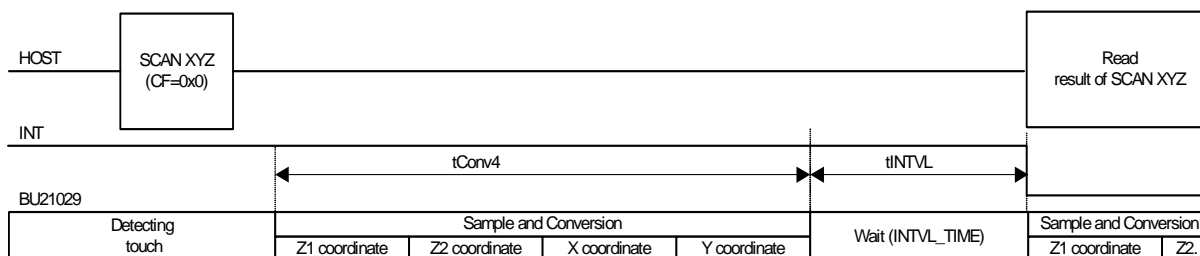 HOST
SCAN XYZ
(CF=0x0)
Read
result of SCAN XYZ
INT
tConv4
tINTVL
BU21029
Detecting
touch
Sample and Conversion
Wait (INTVL_TIME)
Sample and Conversion
Z1 coordinate
Z2 coordinate
X coordinate
Y coordinate
Z1 coordinate
Z2.